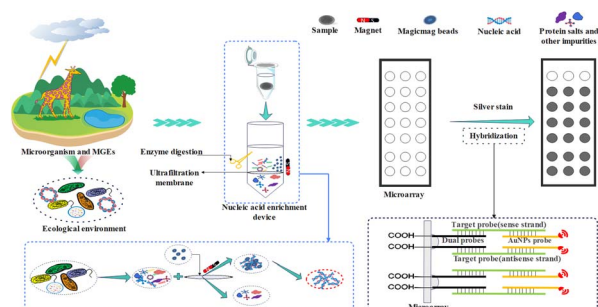 Sample
Magnet
Magicmag beads
Nucleic acid
Protein salts and
other impurities
Microorganism and MGEs
Ecological environment
Enzyme digestion
Ultrafiltration
membrane
Nucleic acid enrichment
device
Microarray
Silver stain
Hybridization
Target probe(sense strand)
COOH
COOH
Dual probes
AuNPs probe
Target probe(antisense strand)
COOH
COOH